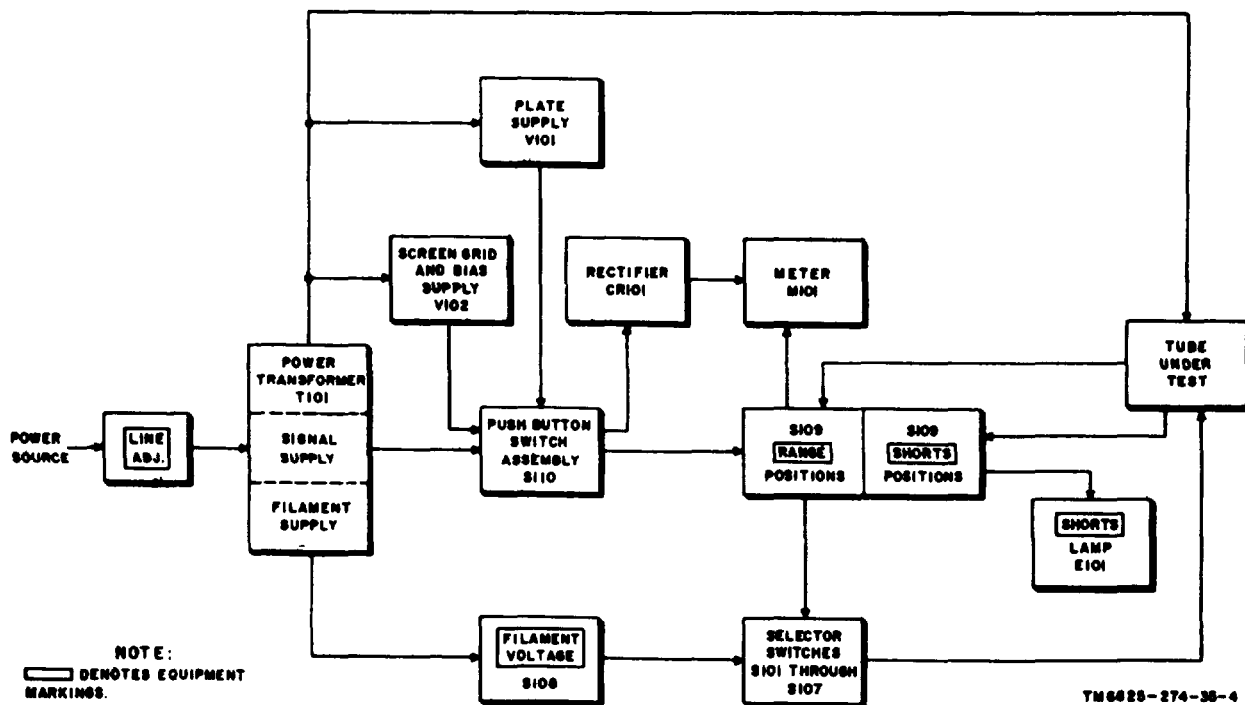 PLATE
SUPPLY
V101
SCREEN GRID
AND BIAS
SUPPLY
V102
RECTIFIER
CR101
METER
M101
TUBE
UNDER
TEST
POWER
SOURCE
LINE
ADJ.
POWER
TRANSFORMER
T101
SIGNAL
SUPPLY
FILAMENT
SUPPLY
PUSH BUTTON
SWITCH
ASSEMBLY
S110
S109
RANGE
POSITIONS
S109
SHORTS
POSITIONS
SHORTS
LAMP
E101
FILAMENT
VOLTAGE
S108
SELECTOR
SWITCHES
S101 THROUGH
S107
NOTE:
DENOTES EQUIPMENT
MARKINGS.
TM6625-274-35-4